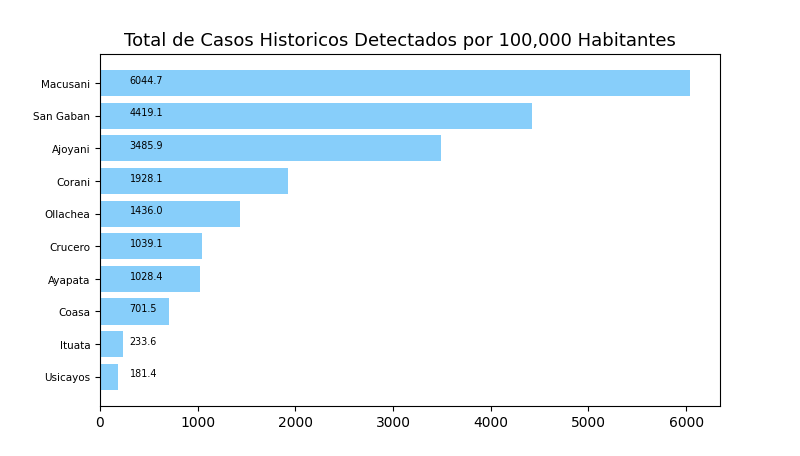 Total de Casos Historicos Detectados por 100,000 Habitantes
Macusani 6044.7
San Gaban 4419.1
Ajoyani 3485.9
Corani 1928.1
Ollachea 1436.0
Crucero 1039.1
Ayapata 1028.4
Coasa 701.5
Ituata 233.6
Usicayos 181.4
0 1000 2000 3000 4000 5000 6000